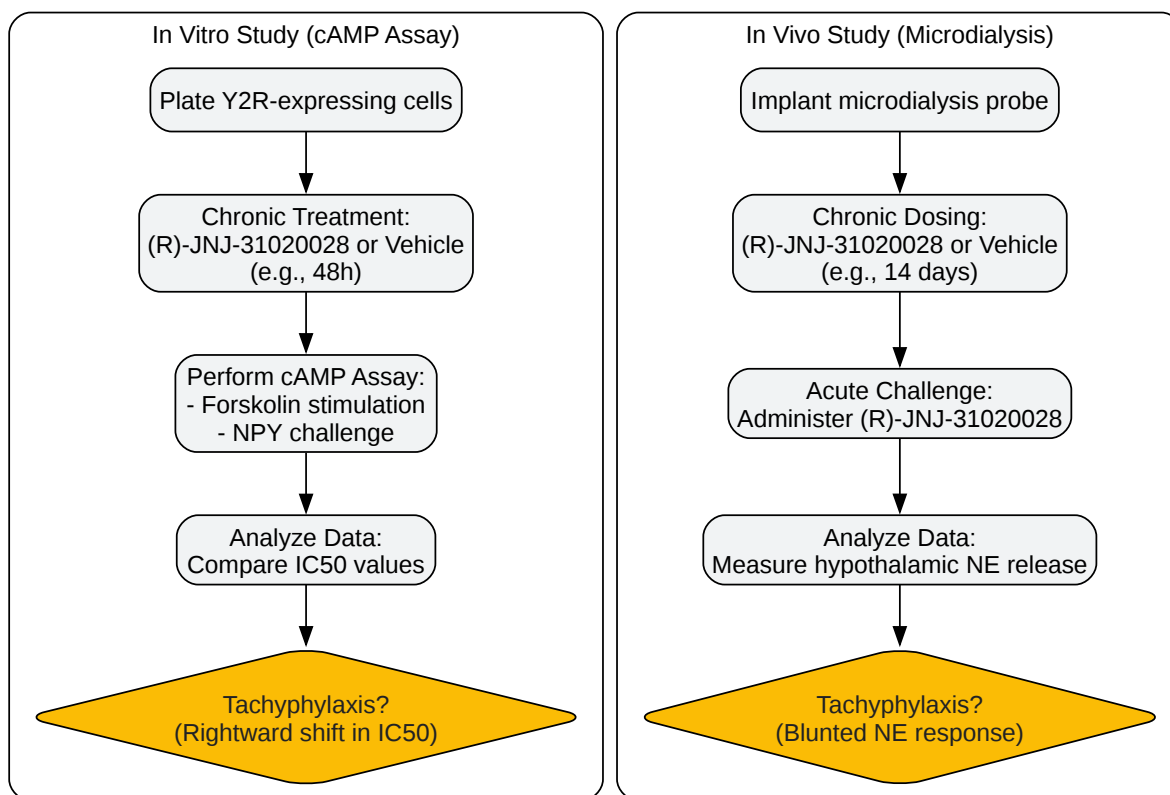 In Vitro Study (cAMP Assay)
Plate Y2R-expressing cells
Chronic Treatment:
(R)-JNJ-31020028 or Vehicle
(e.g., 48h)
Perform cAMP Assay:
- Forskolin stimulation
- NPY challenge
Analyze Data:
Compare IC50 values
Tachyphylaxis?
(Rightward shift in IC50)
In Vivo Study (Microdialysis)
Implant microdialysis probe
Chronic Dosing:
(R)-JNJ-31020028 or Vehicle
(e.g., 14 days)
Acute Challenge:
Administer (R)-JNJ-31020028
Analyze Data:
Measure hypothalamic NE release
Tachyphylaxis?
(Blunted NE response)